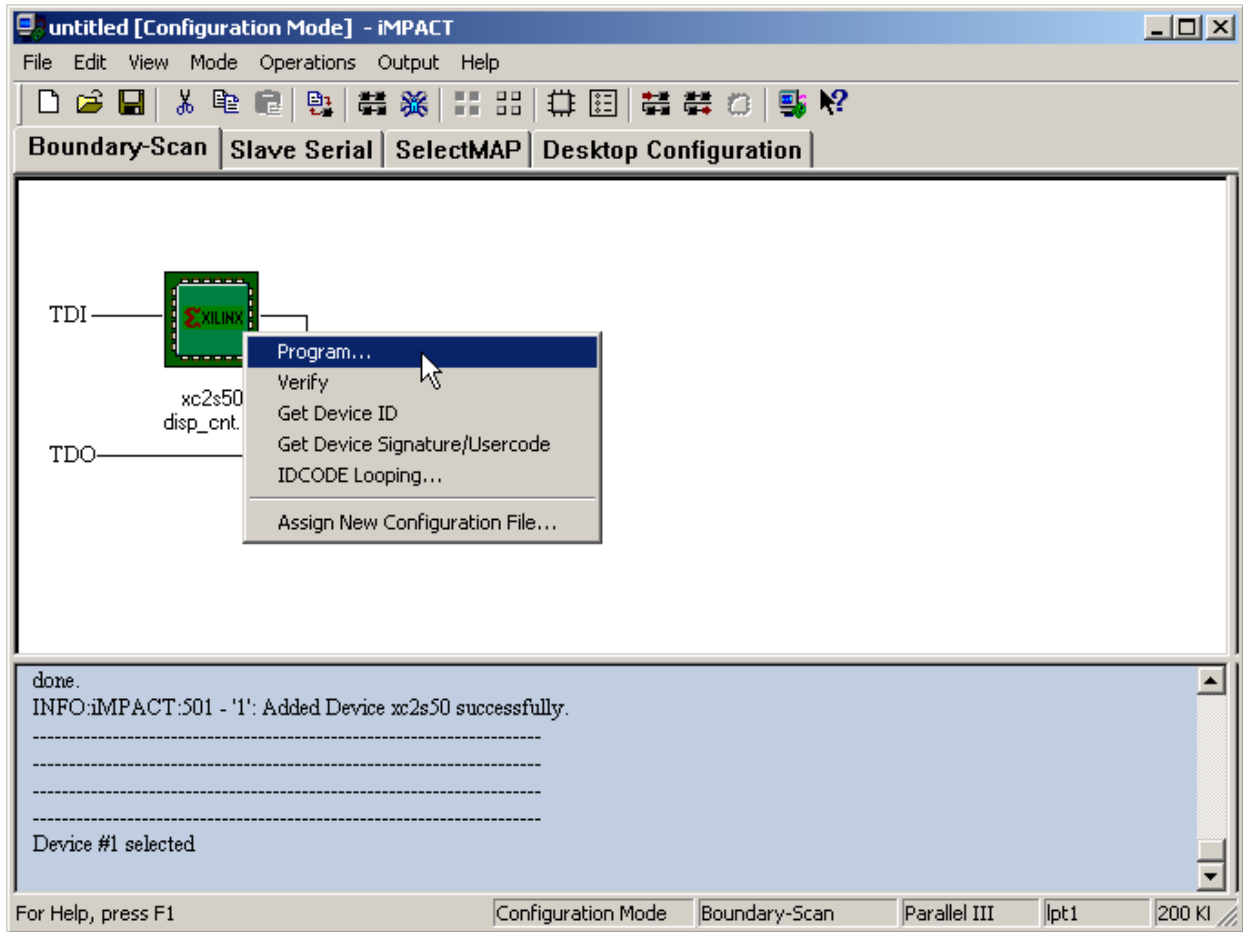 untitled [Configuration Mode] - iMPACT
File Edit View Mode Operations Output Help
Boundary-Scan Slave Serial SelectMAP Desktop Configuration
TDI
XILINX
Program...
Verify
xc2s50
Get Device ID
disp_cnt.
Get Device Signature/Usercode
TDO
IDCODE Looping...
Assign New Configuration File...
done.
INFO:iMPACT:501 - '1': Added Device xc2s50 successfully.
----------------------------------------------------------------------
----------------------------------------------------------------------
----------------------------------------------------------------------
----------------------------------------------------------------------
Device #1 selected
For Help, press F1 Configuration Mode Boundary-Scan Parallel III lpt1 200 Kl